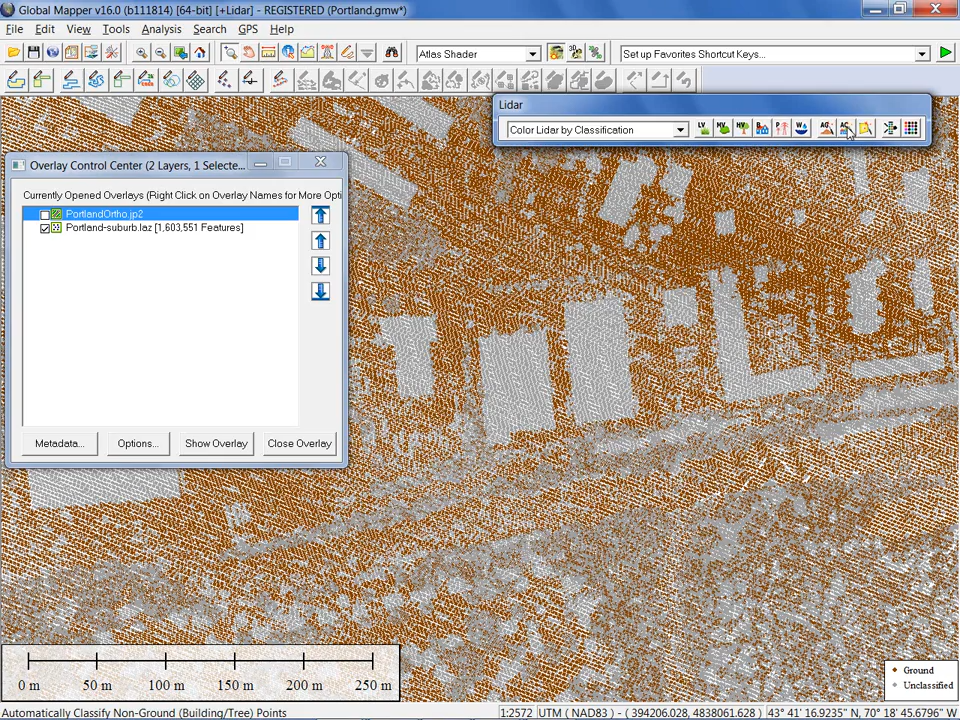 Global Mapper v16.0 (b111814) [64-bit] [+Lidar] - REGISTERED (Portland.gmw*)
File Edit View Tools Analysis Search GPS Help
Atlas Shader
Set up Favorites Shortcut Keys...
Lidar
Color Lidar by Classification
LV MV HV B P W AG AC
Overlay Control Center (2 Layers, 1 Selecte...
Currently Opened Overlays (Right Click on Overlay Names for More Opti
PortlandOrtho.jp2
Portland-suburb.laz [1,603,551 Features]
Metadata... Options... Show Overlay Close Overlay
0 m 50 m 100 m 150 m 200 m 250 m
Ground
Unclassified
Automatically Classify Non-Ground (Building/Tree) Points
1:2572 UTM ( NAD83 ) - ( 394206.028, 4838061.628 ) 43° 41' 16.9235" N, 70° 18' 45.6796" W